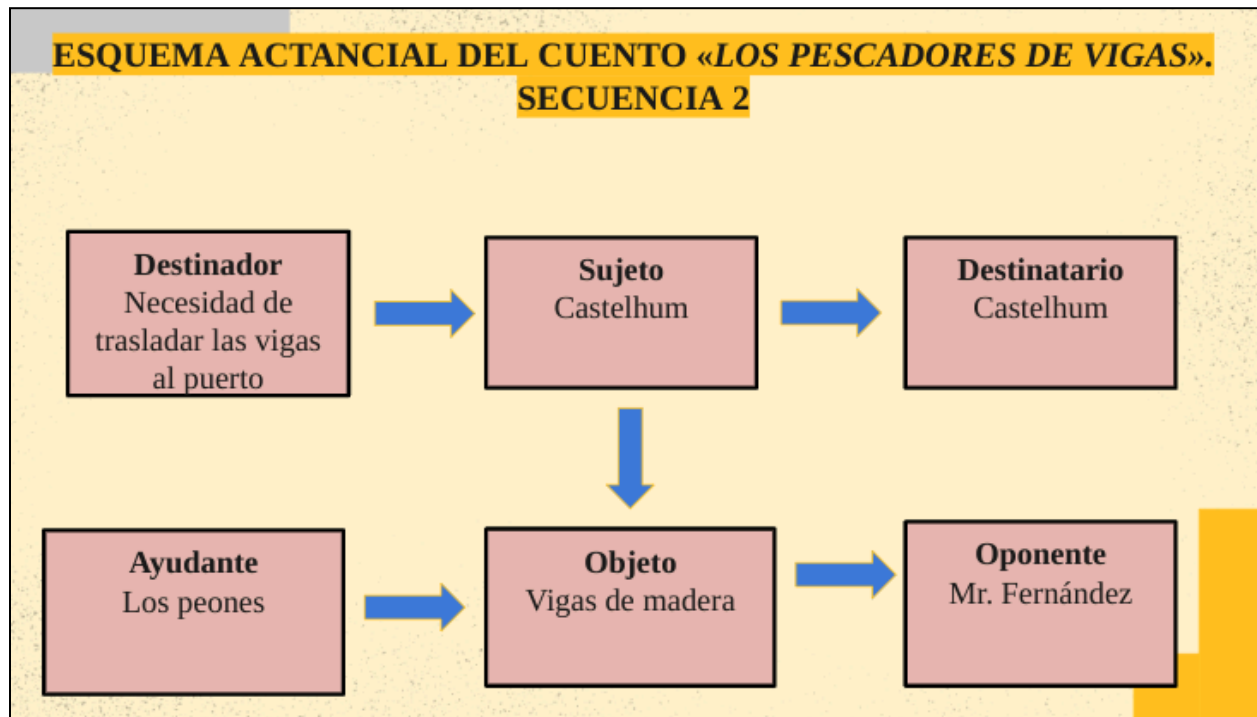 ESQUEMA ACTANCIAL DEL CUENTO «LOS PESCADORES DE VIGAS».
SECUENCIA 2
Destinador
Necesidad de
trasladar las vigas
al puerto
Sujeto
Castelhum
Destinatario
Castelhum
Ayudante
Los peones
Objeto
Vigas de madera
Oponente
Mr. Fernández